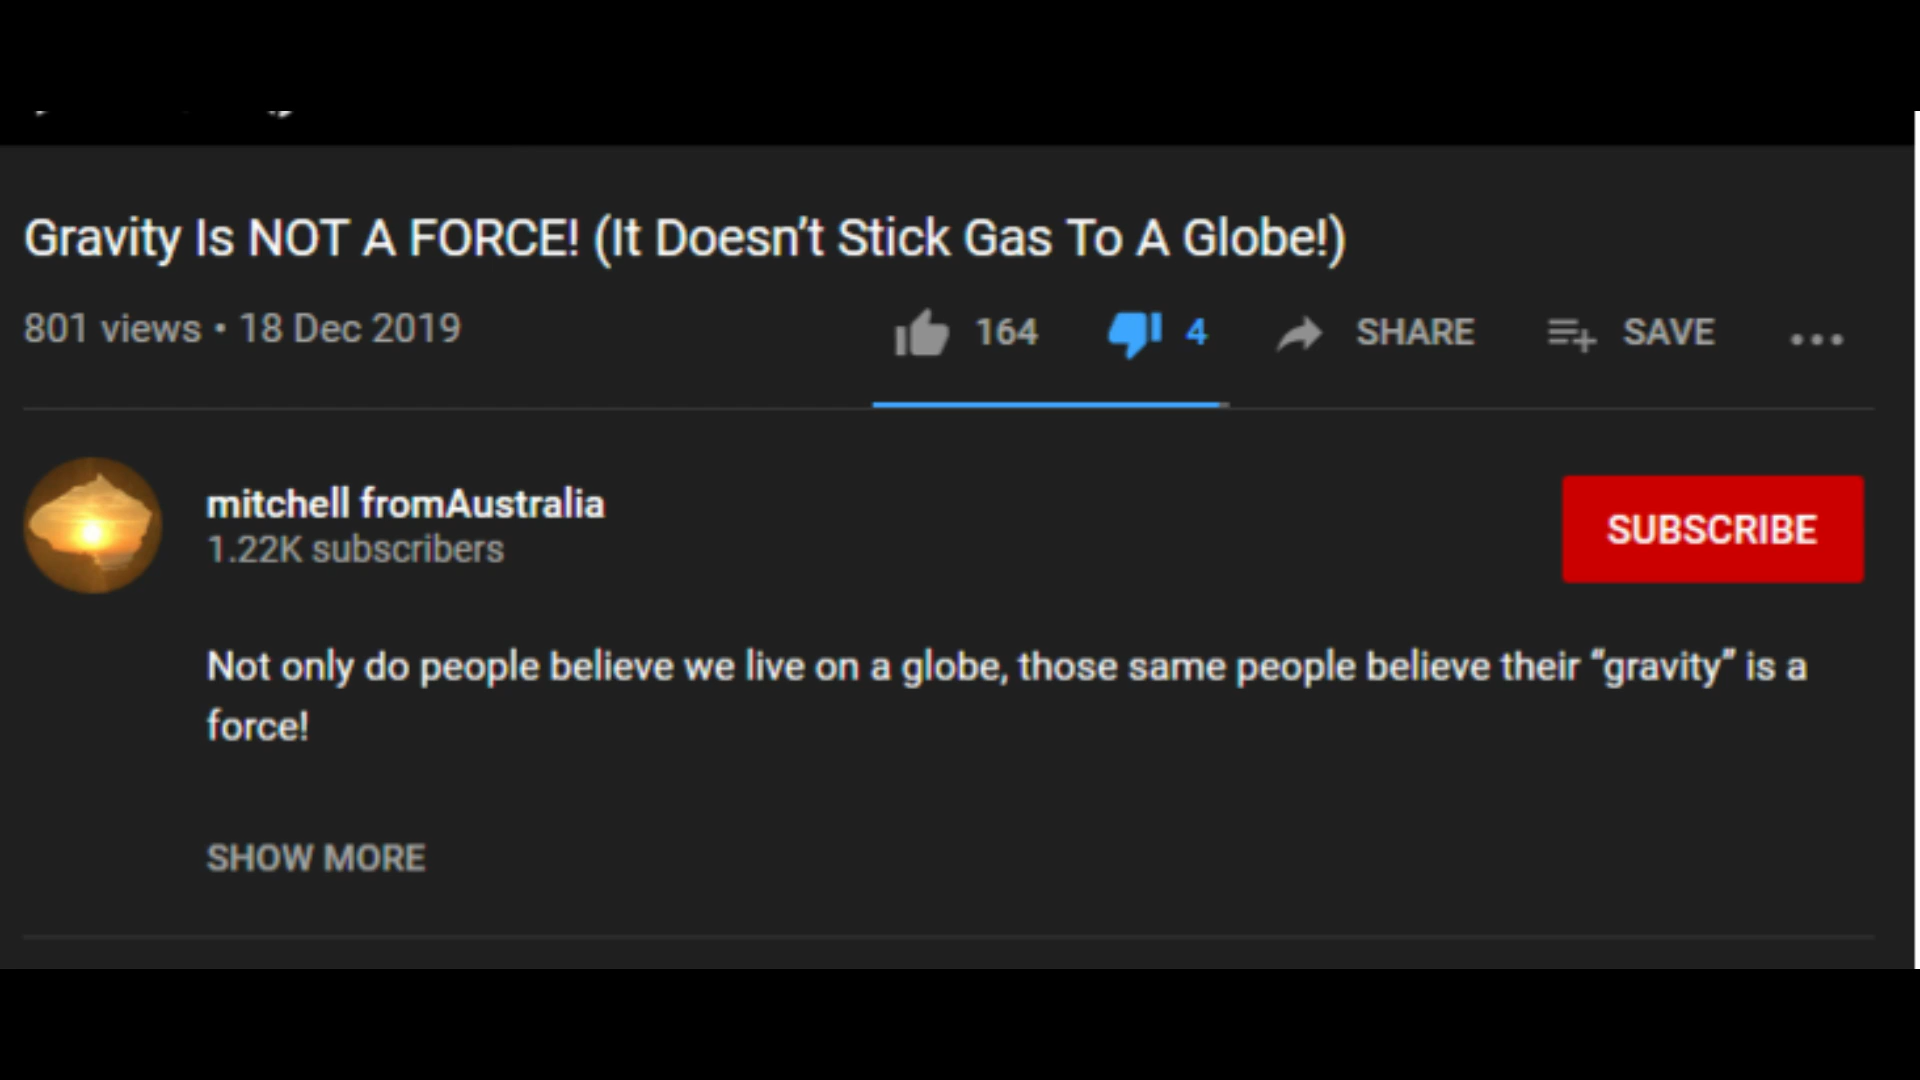 Gravity Is NOT A FORCE! (It Doesn't Stick Gas To A Globe!)
801 views • 18 Dec 2019 164 4 SHARE SAVE
mitchell fromAustralia
1.22K subscribers
SUBSCRIBE
Not only do people believe we live on a globe, those same people believe their “gravity” is a
force!
SHOW MORE